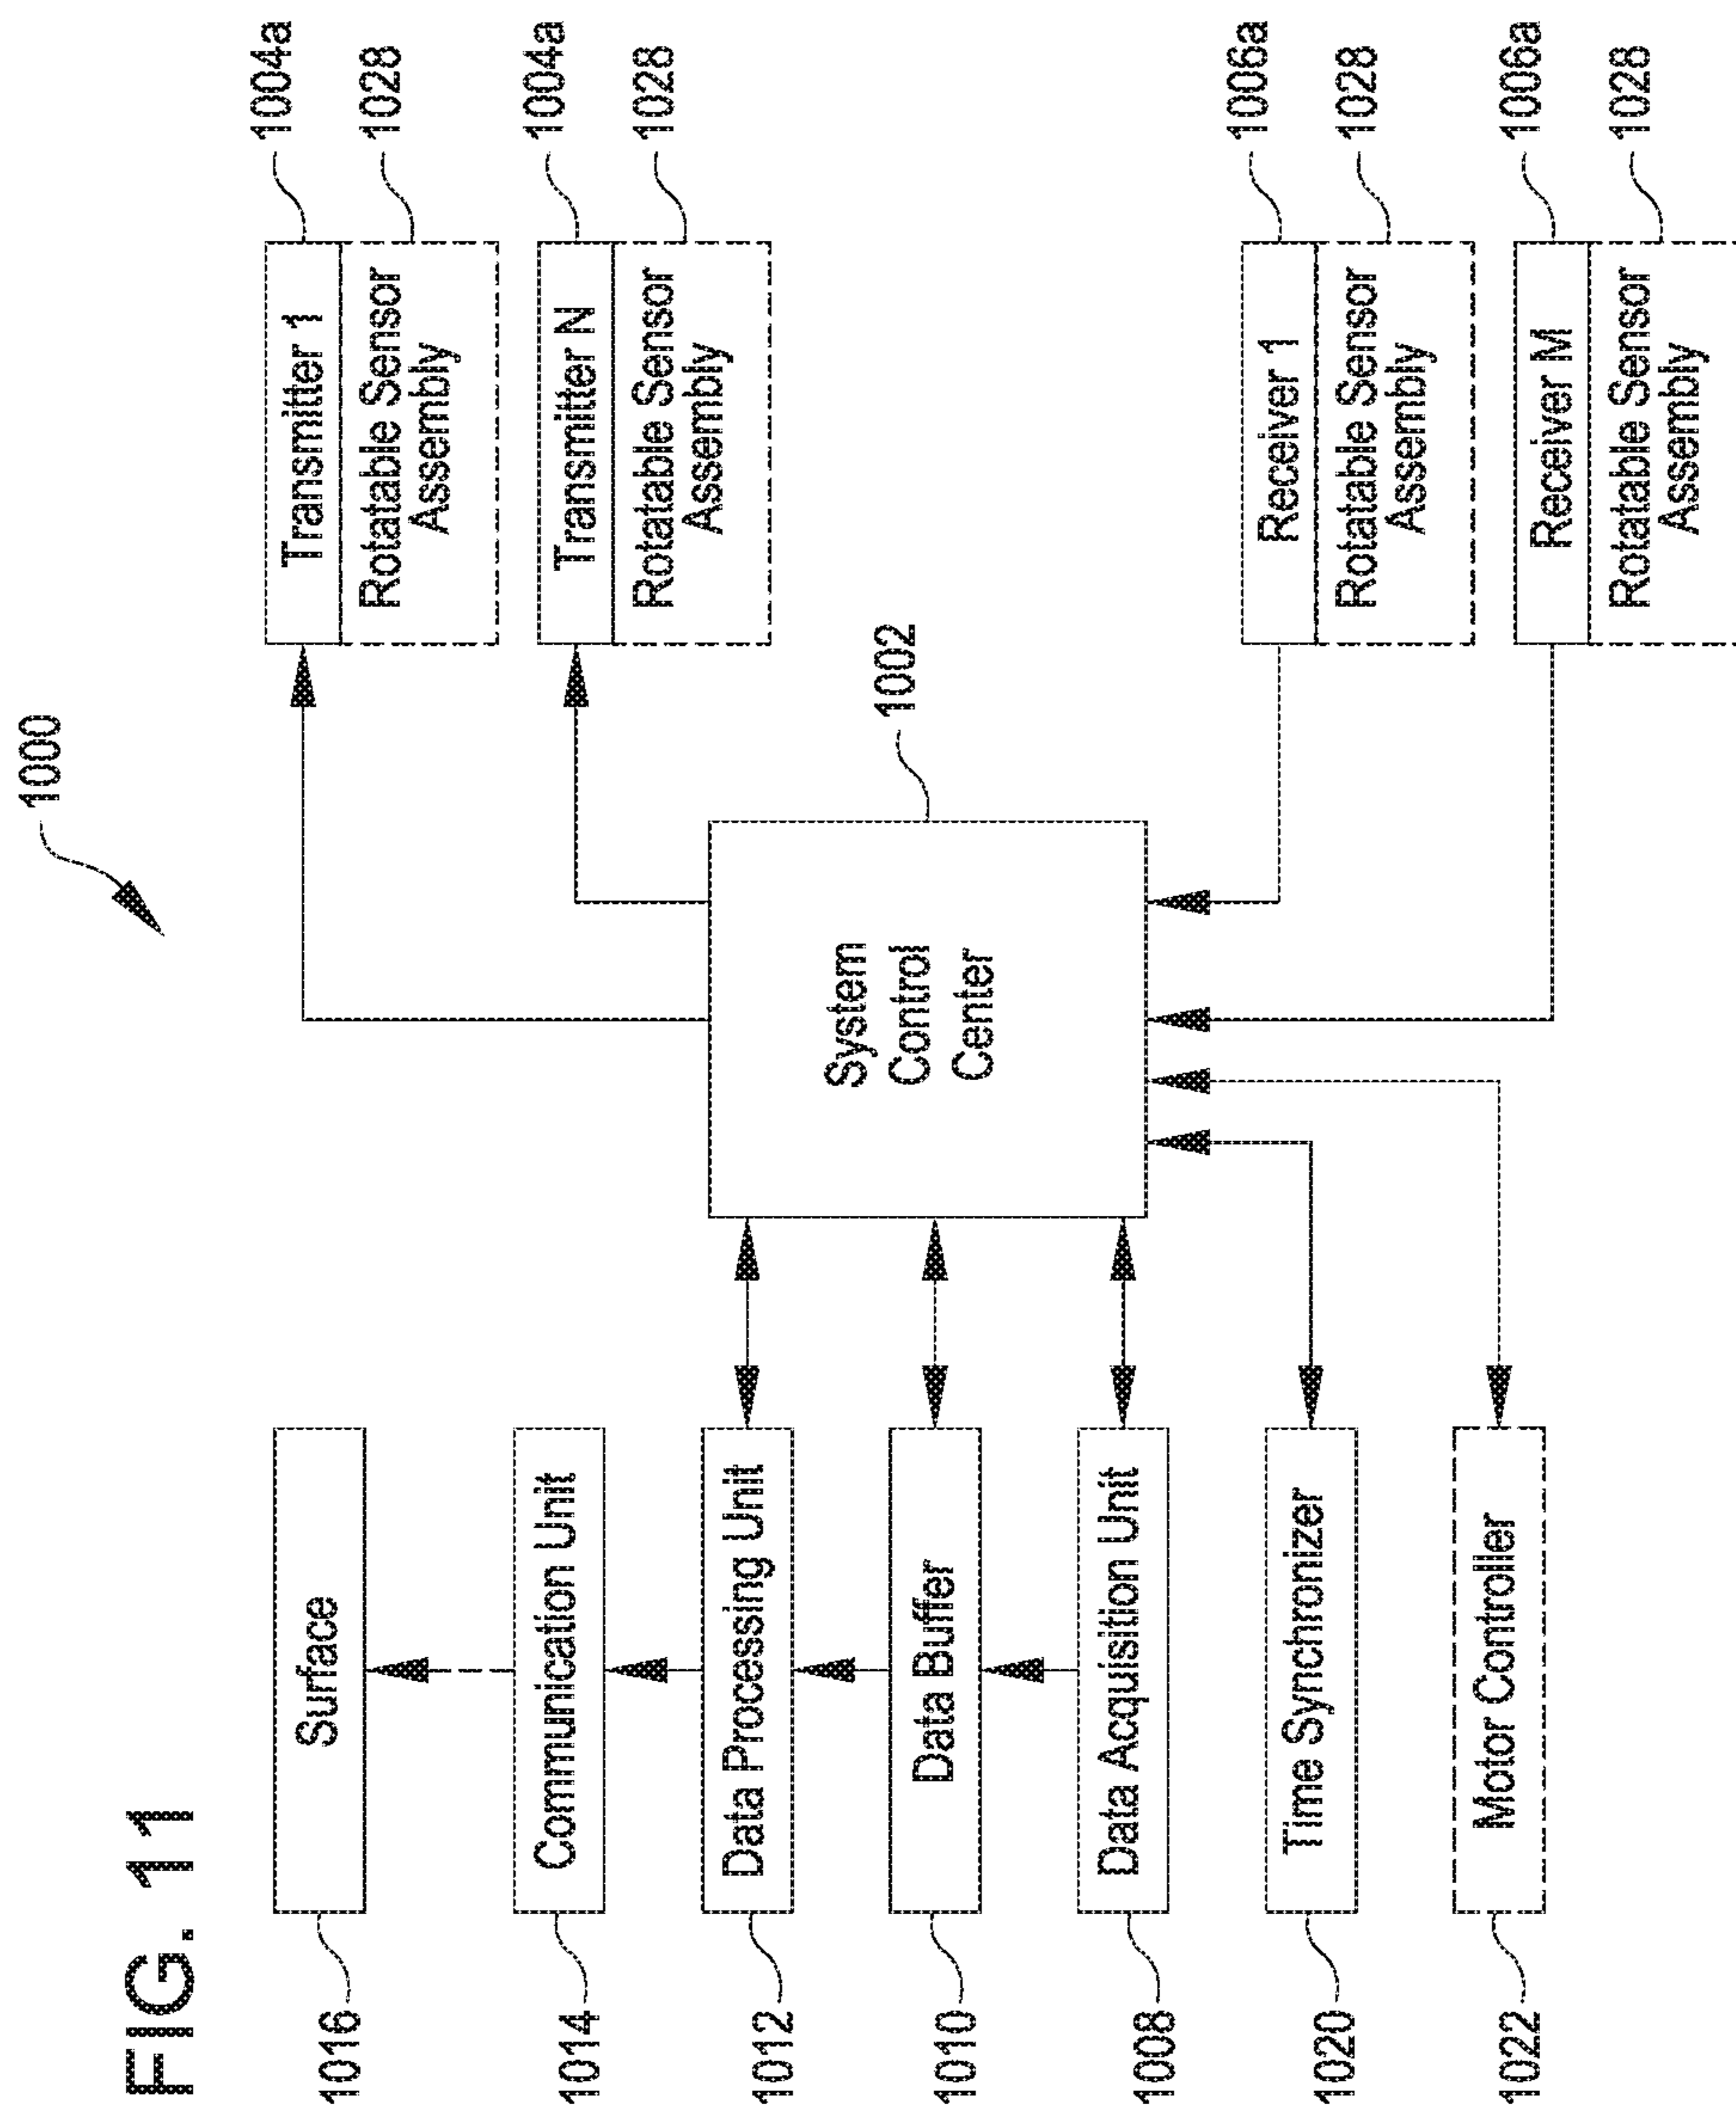 FIG. 11
1000
1016
Surface
1014
Communication Unit
1012
Data Processing Unit
1010
Data Buffer
1008
Data Acquisition Unit
1020
Time Synchronizer
1022
Motor Controller
System
Control
Center
1002
Transmitter 1
1004a
Rotatable Sensor
Assembly
1028
Transmitter N
1004a
Rotatable Sensor
Assembly
1028
Receiver 1
1006a
Rotatable Sensor
Assembly
1028
Receiver M
1006a
Rotatable Sensor
Assembly
1028